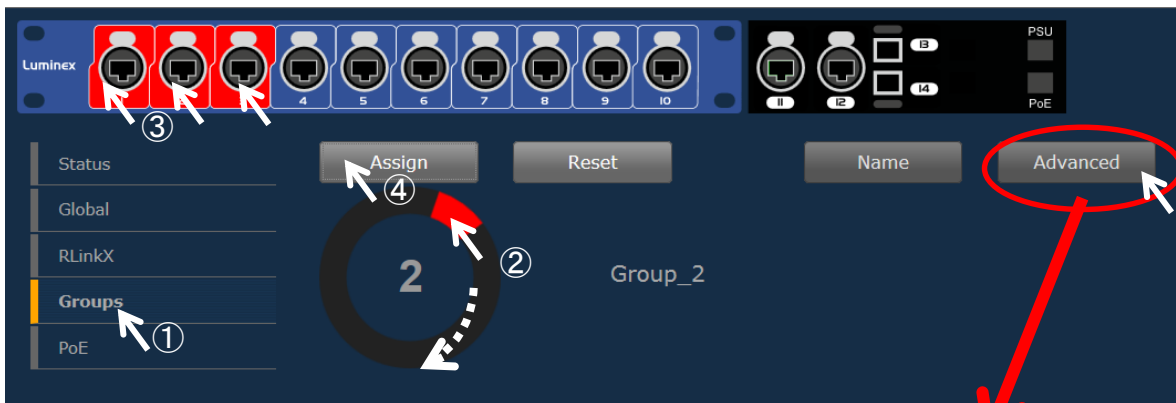 PSU
13
Luminex
14
4 5 6 7 8 9 10
11 12
PoE
③
Status
Assign
Reset
Name
Advanced
④
Global
RLinkX
②
2
Group_2
Groups
①
PoE